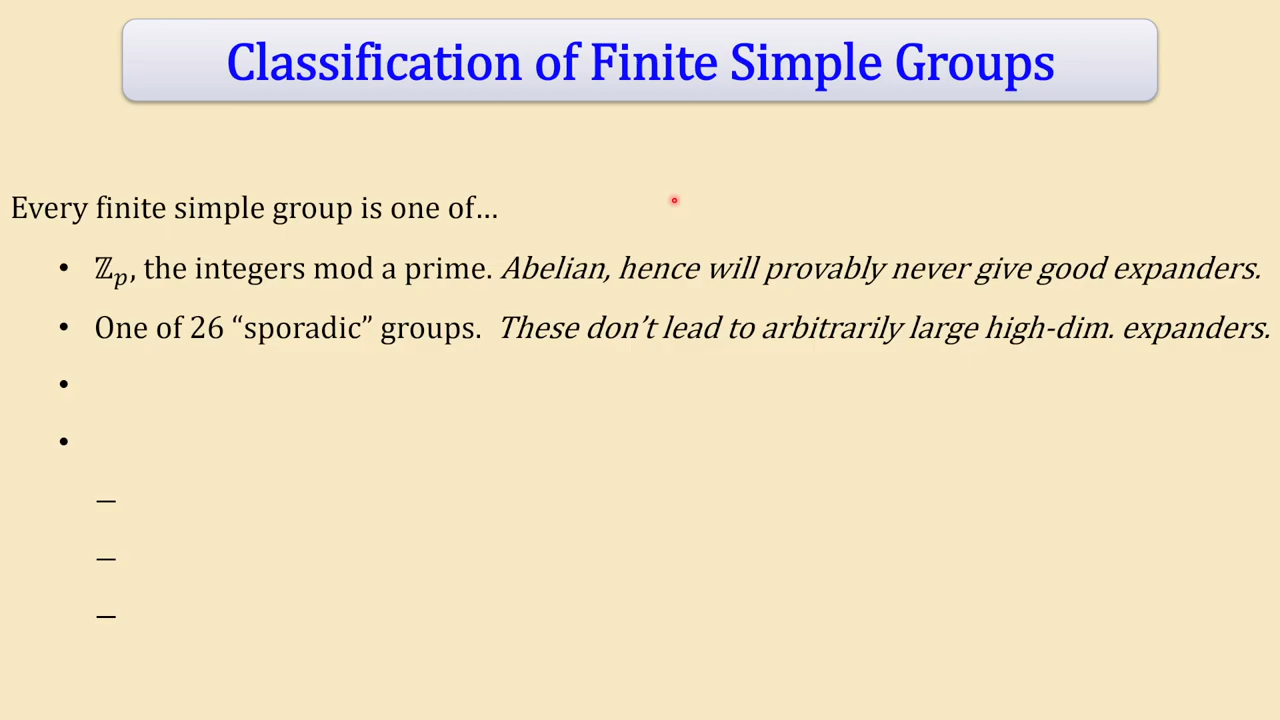 Classification of Finite Simple Groups
Every finite simple group is one of…
• ℤₚ, the integers mod a prime. Abelian, hence will provably never give good expanders.
• One of 26 “sporadic” groups. These don’t lead to arbitrarily large high-dim. expanders.
•
•
–
–
–